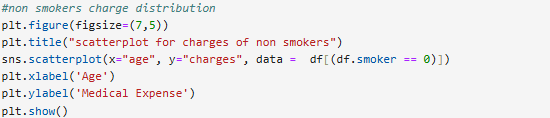 #non smokers charge distribution
plt.figure(figsize=(7,5))
plt.title("scatterplot for charges of non smokers")
sns.scatterplot(x="age", y="charges", data =  df[(df.smoker == 0)])
plt.xlabel('Age')
plt.ylabel('Medical Expense')
plt.show()